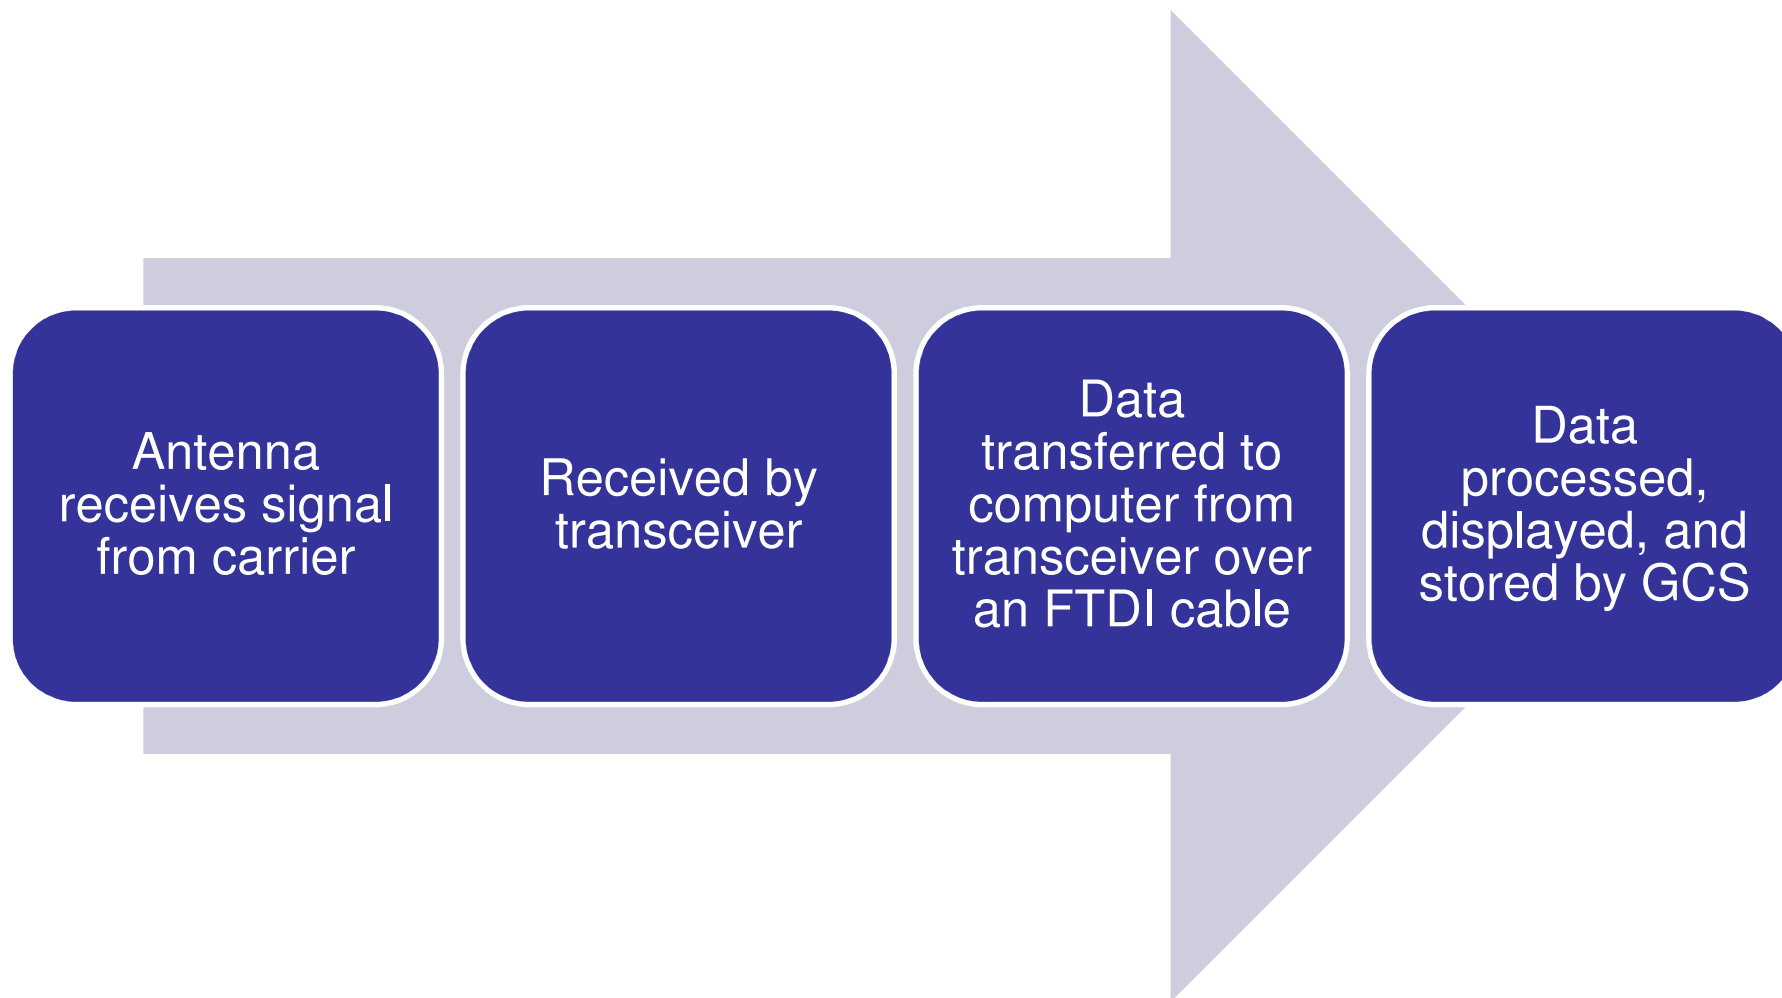 Antenna
receives signal
from carrier
Received by
transceiver
Data
transferred to
computer from
transceiver over
an FTDI cable
Data
processed,
displayed, and
stored by GCS